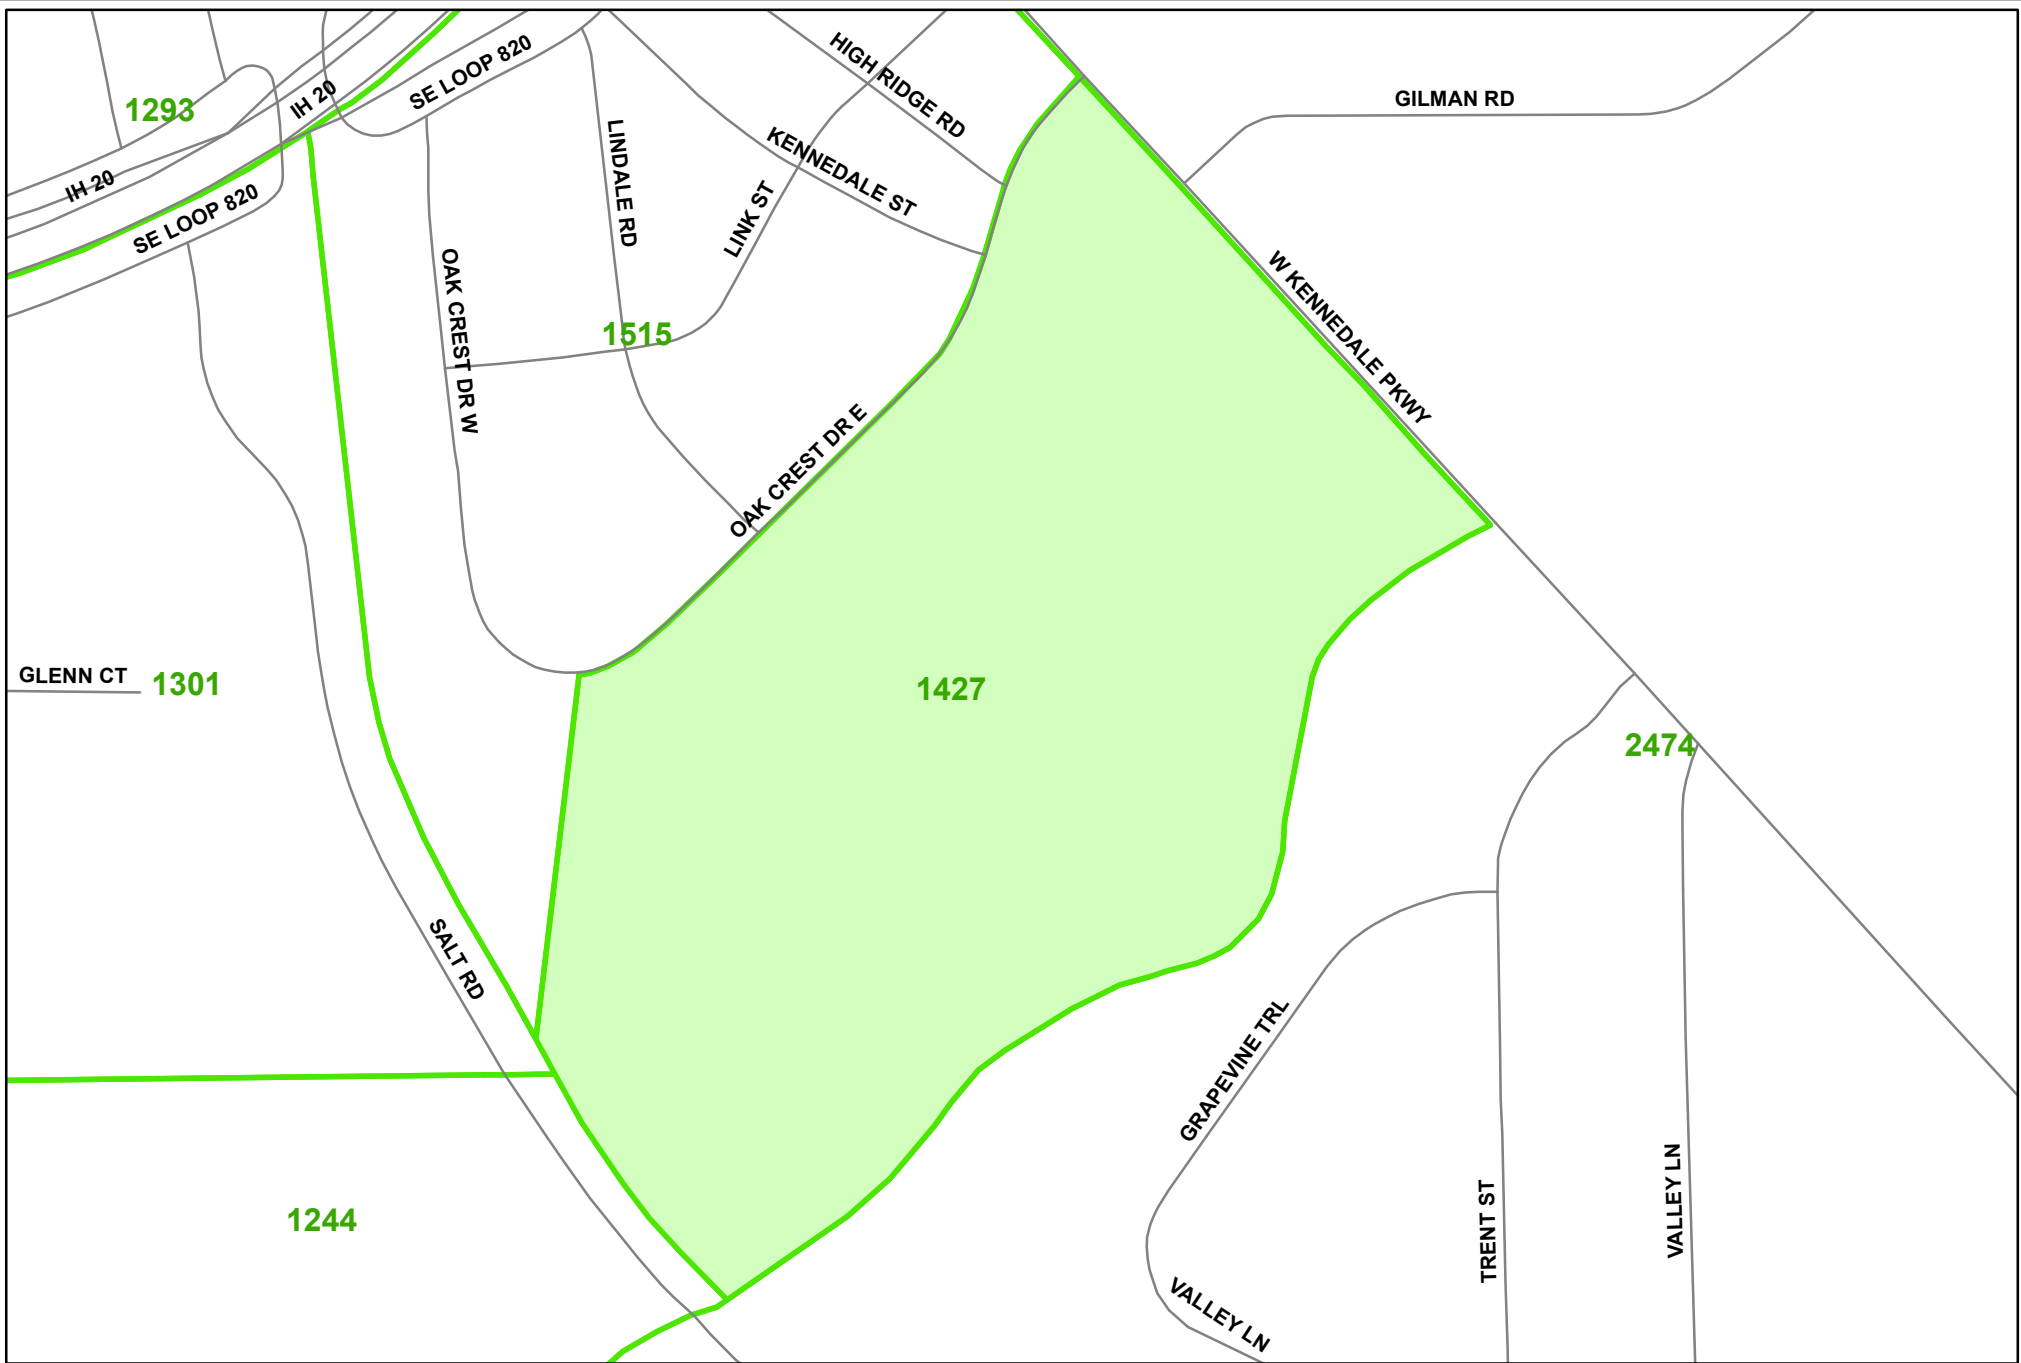 HIGH RIDGE RD
SE LOOP 820
GILMAN RD
IH 20
1293
LINDALE RD
KENNEDALE ST
IH 20
SE LOOP 820
LINK ST
OAK CREST DR W
W KENNEDALE PKWY
1515
OAK CREST DR E
GLENN CT
1301
1427
2474
SALT RD
GRAPEVINE TRL
VALLEY LN
TRENT ST
1244
VALLEY LN